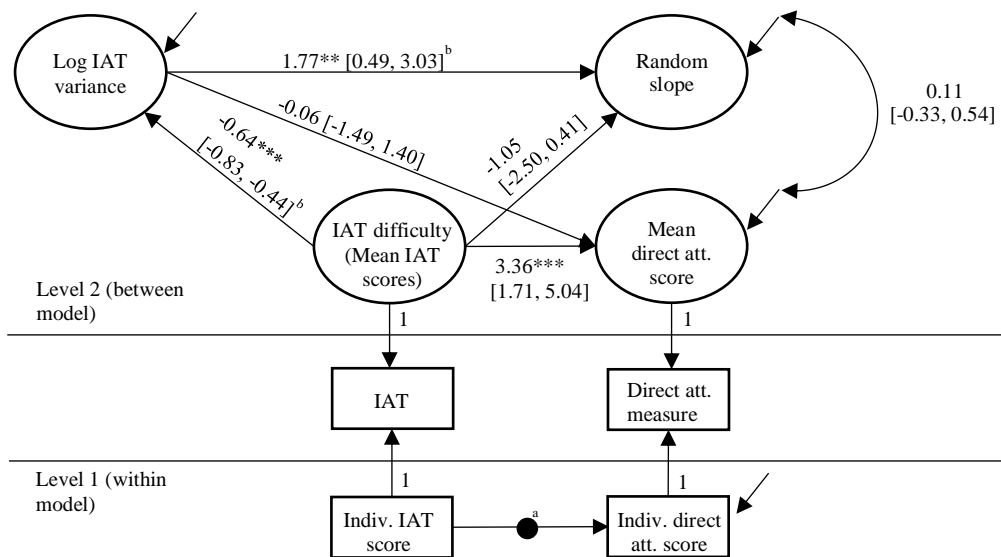 Log IAT
variance
1.77** [0.49, 3.03]ᵇ
Random
slope
0.11
[-0.33, 0.54]
-0.06 [-1.49, 1.40]
-0.64***
[-0.83, -0.44]ᵇ
-1.05
[-2.50, 0.41]
IAT difficulty
(Mean IAT
scores)
Mean
direct att.
score
3.36***
[1.71, 5.04]
Level 2 (between
model)
1
1
IAT
Direct att.
measure
Level 1 (within
model)
1
1
Indiv. IAT
score
a
Indiv. direct
att. score